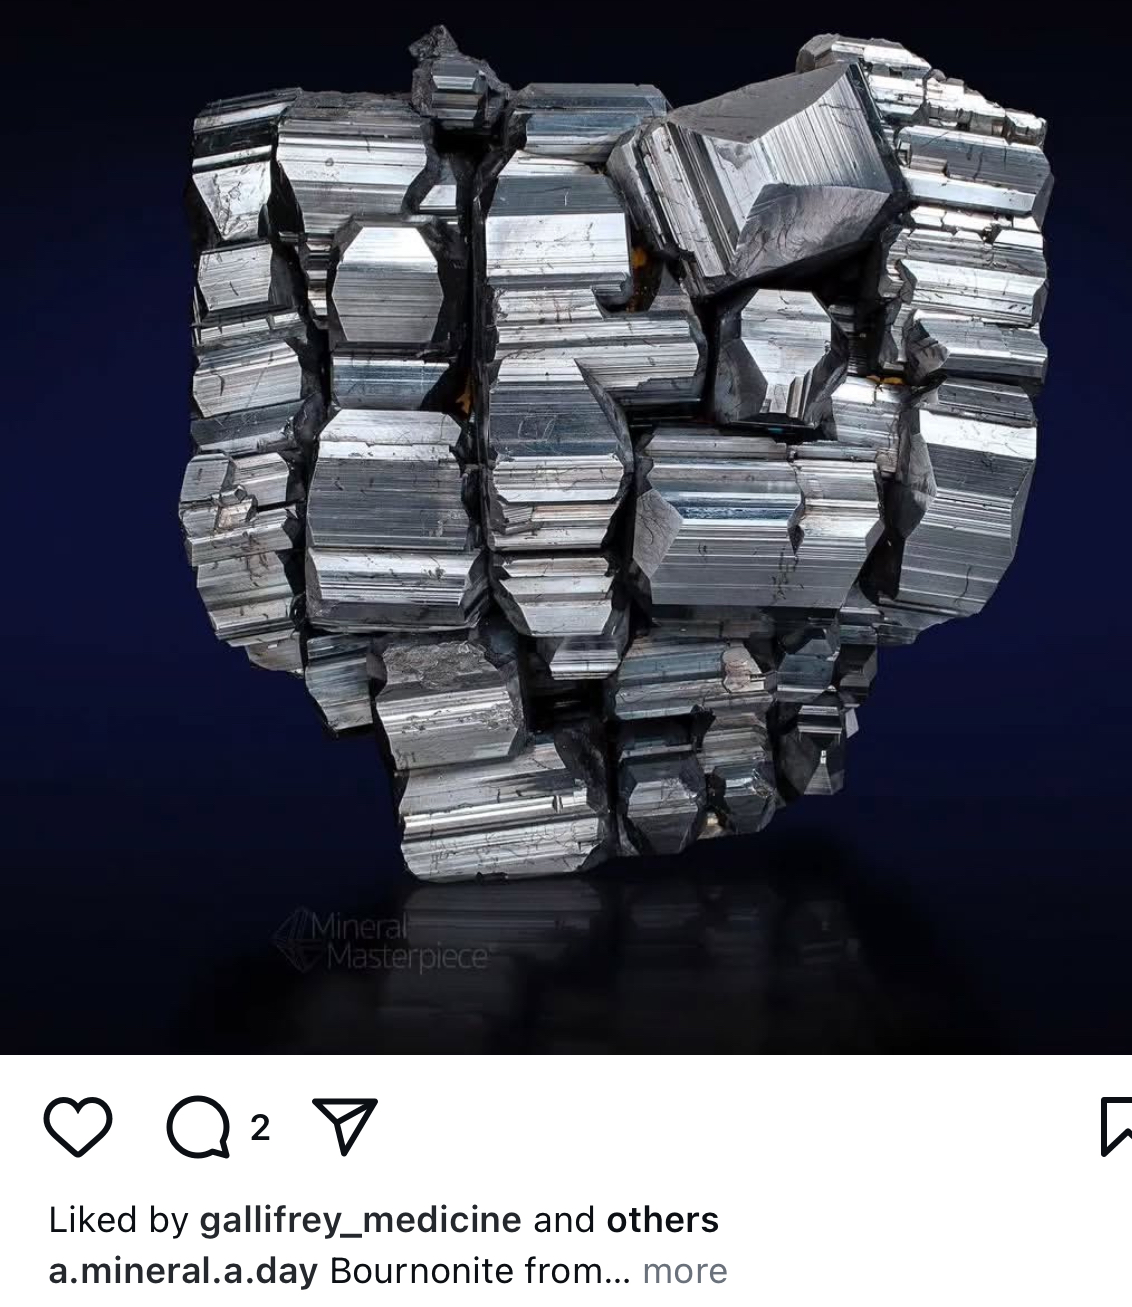 Mineral
Masterpiece
2
Liked by gallifrey_medicine and others
a.mineral.a.day Bournonite from... more